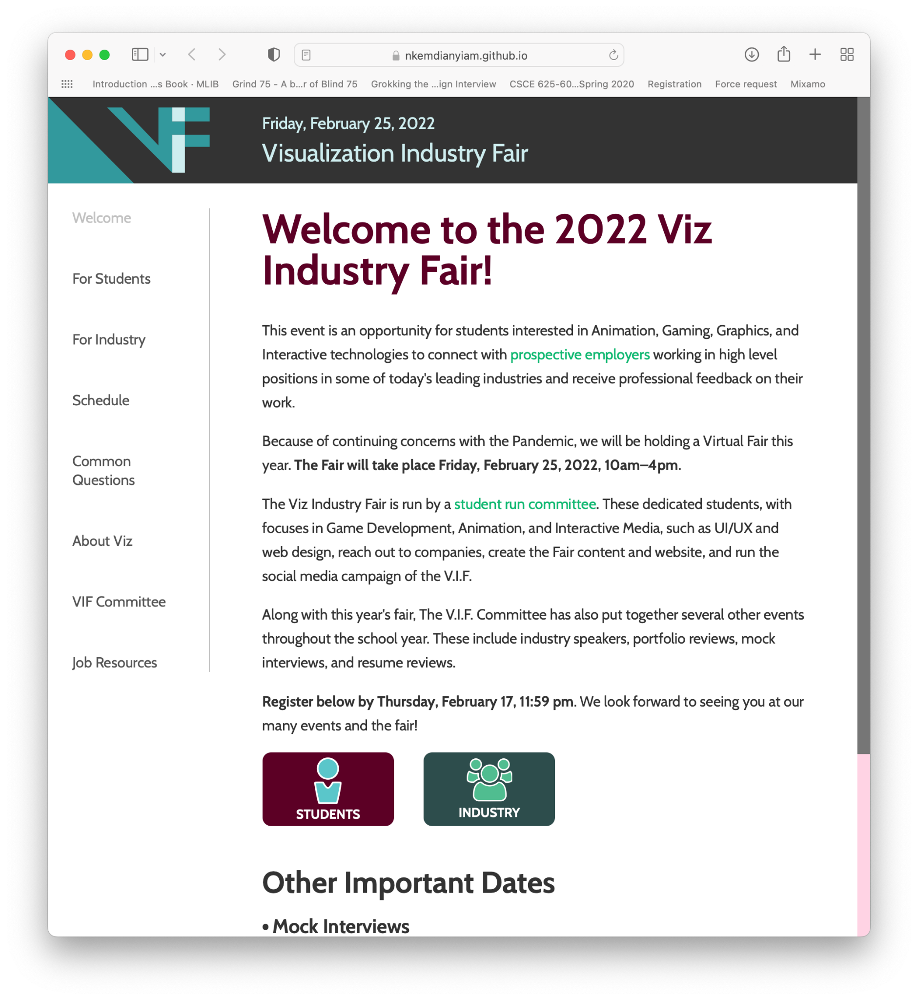 nkemdianyiam.github.io
Introduction ...s Book · MLIB
Grind 75 - A b...r of Blind 75
Grokking the ...ign Interview
CSCE 625-60...Spring 2020
Registration
Force request
Mixamo
VF
Friday, February 25, 2022
Visualization Industry Fair
Welcome
For Students
For Industry
Schedule
Common
Questions
About Viz
VIF Committee
Job Resources
Welcome to the 2022 Viz
Industry Fair!
This event is an opportunity for students interested in Animation, Gaming, Graphics, and
Interactive technologies to connect with prospective employers working in high level
positions in some of today's leading industries and receive professional feedback on their
work.
Because of continuing concerns with the Pandemic, we will be holding a Virtual Fair this
year. The Fair will take place Friday, February 25, 2022, 10am–4pm.
The Viz Industry Fair is run by a student run committee. These dedicated students, with
focuses in Game Development, Animation, and Interactive Media, such as UI/UX and
web design, reach out to companies, create the Fair content and website, and run the
social media campaign of the V.I.F.
Along with this year's fair, The V.I.F. Committee has also put together several other events
throughout the school year. These include industry speakers, portfolio reviews, mock
interviews, and resume reviews.
Register below by Thursday, February 17, 11:59 pm. We look forward to seeing you at our
many events and the fair!
STUDENTS
INDUSTRY
Other Important Dates
• Mock Interviews